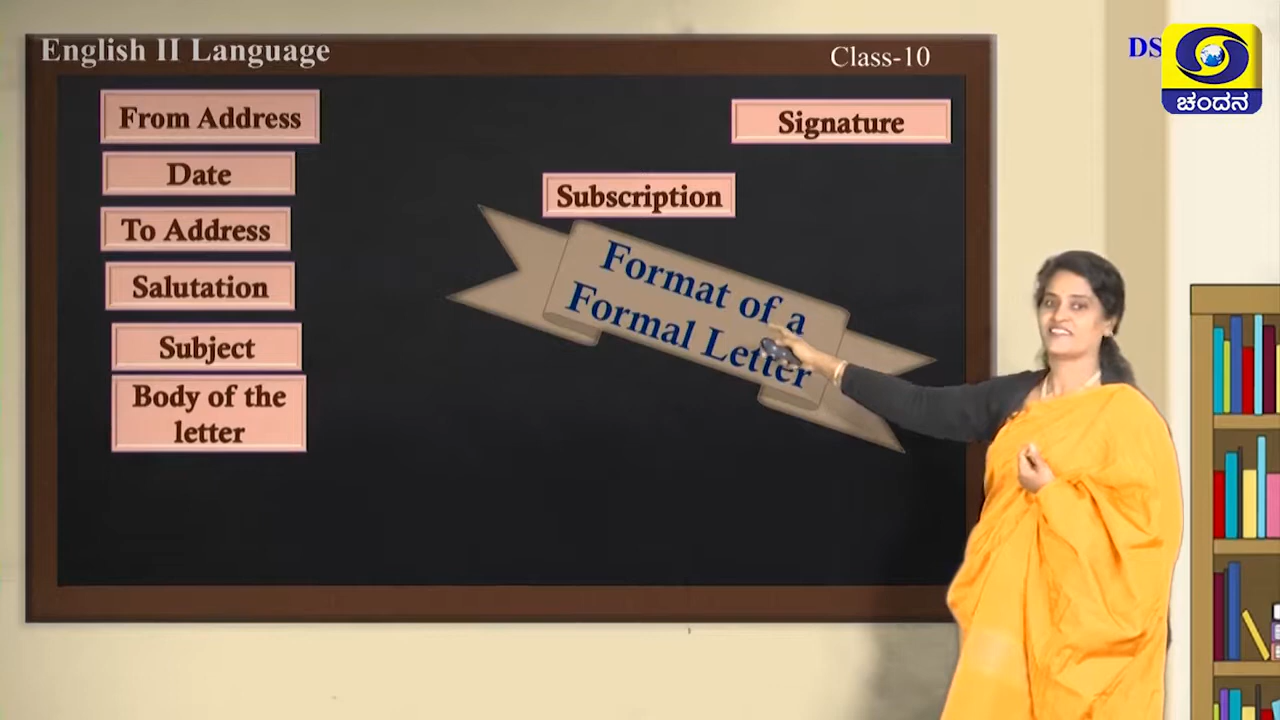 English II Language
Class-10
DS
ಚಂದನ
From Address
Date
To Address
Salutation
Subject
Body of the
letter
Signature
Subscription
Format of a
Formal Letter